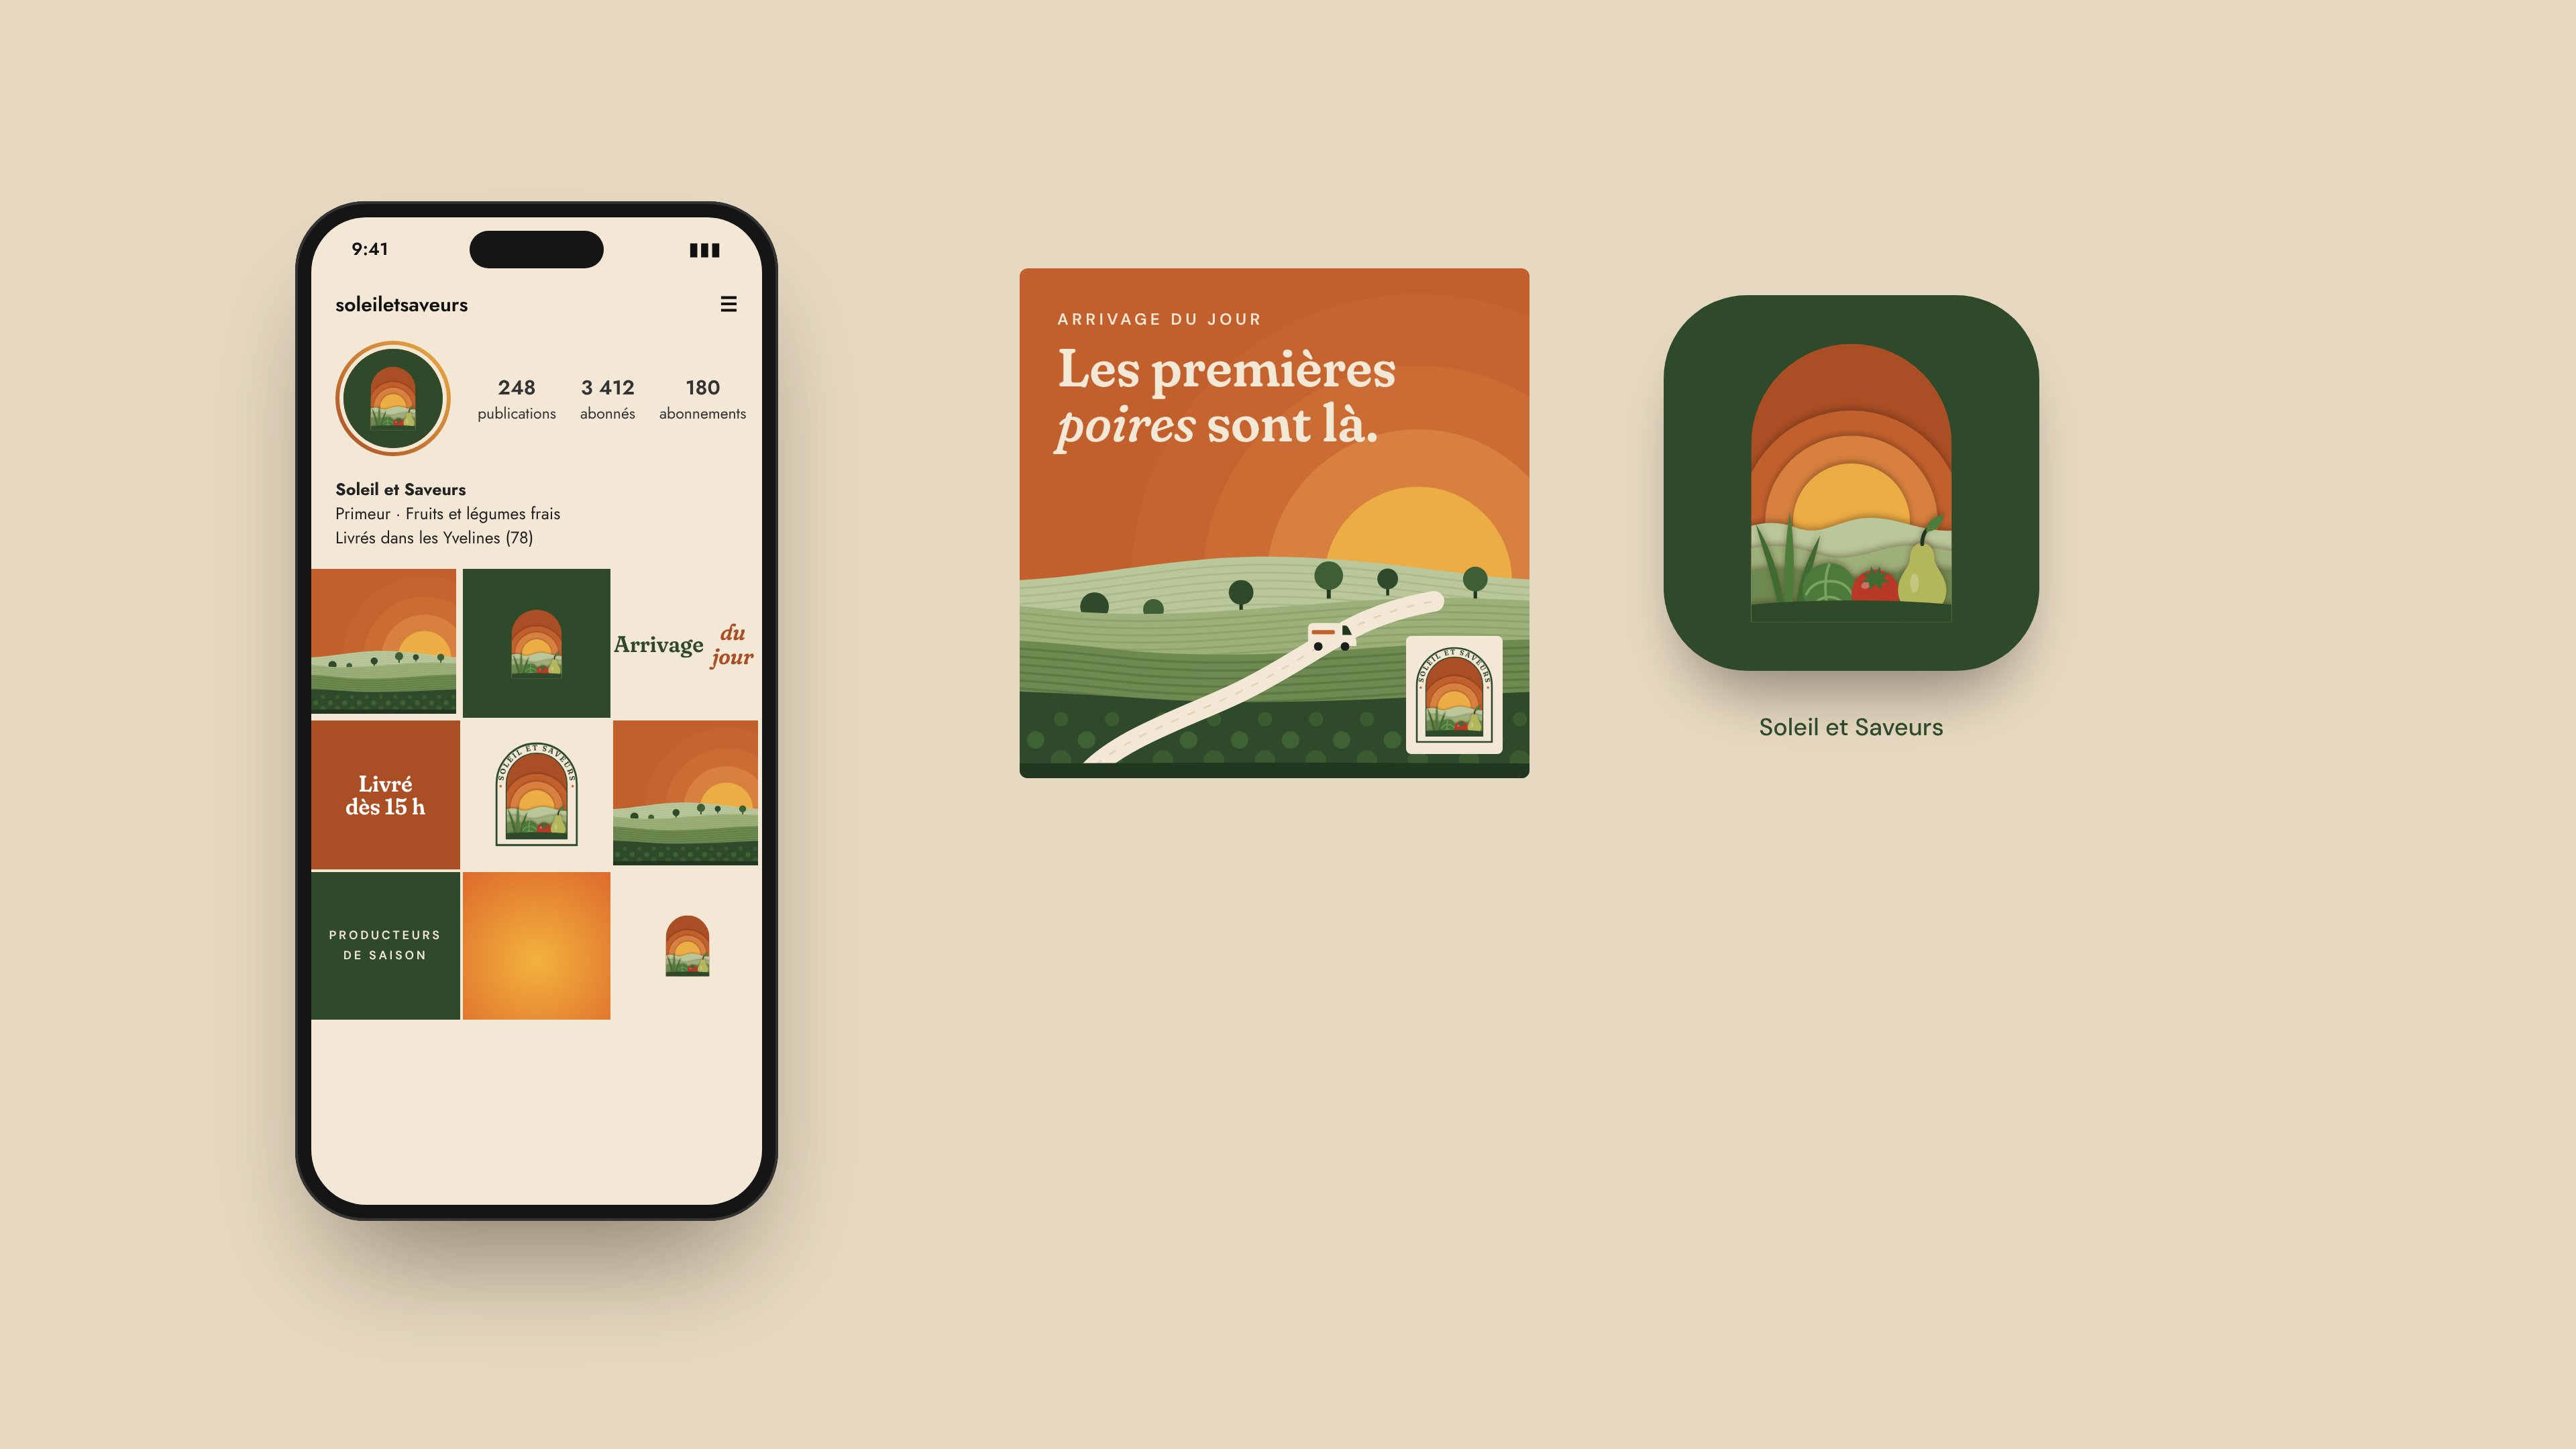 9:41
soleiletsaveurs
248
3 412
180
publications
abonnés
abonnements
Soleil et Saveurs
Primeur · Fruits et légumes frais
Livrés dans les Yvelines (78)
Arrivage du
jour
Livré
dès 15 h
SOLEIL ET SAVEURS
PRODUCTEURS
DE SAISON
ARRIVAGE DU JOUR
Les premières
poires sont là.
SOLEIL ET SAVEURS
Soleil et Saveurs